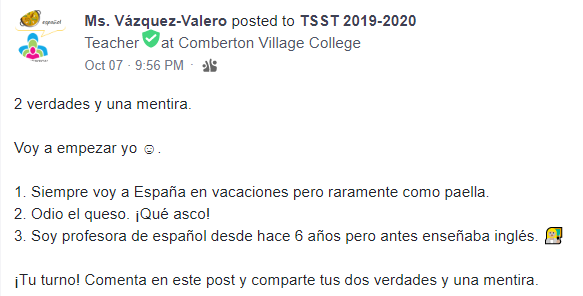 Ms. Vázquez-Valero posted to TSST 2019-2020
Teacher at Comberton Village College
Oct 07 · 9:56 PM ·
2 verdades y una mentira.
Voy a empezar yo ☺.
1. Siempre voy a España en vacaciones pero raramente como paella.
2. Odio el queso. ¡Qué asco!
3. Soy profesora de español desde hace 6 años pero antes enseñaba inglés. 👩‍🏫
¡Tu turno! Comenta en este post y comparte tus dos verdades y una mentira.